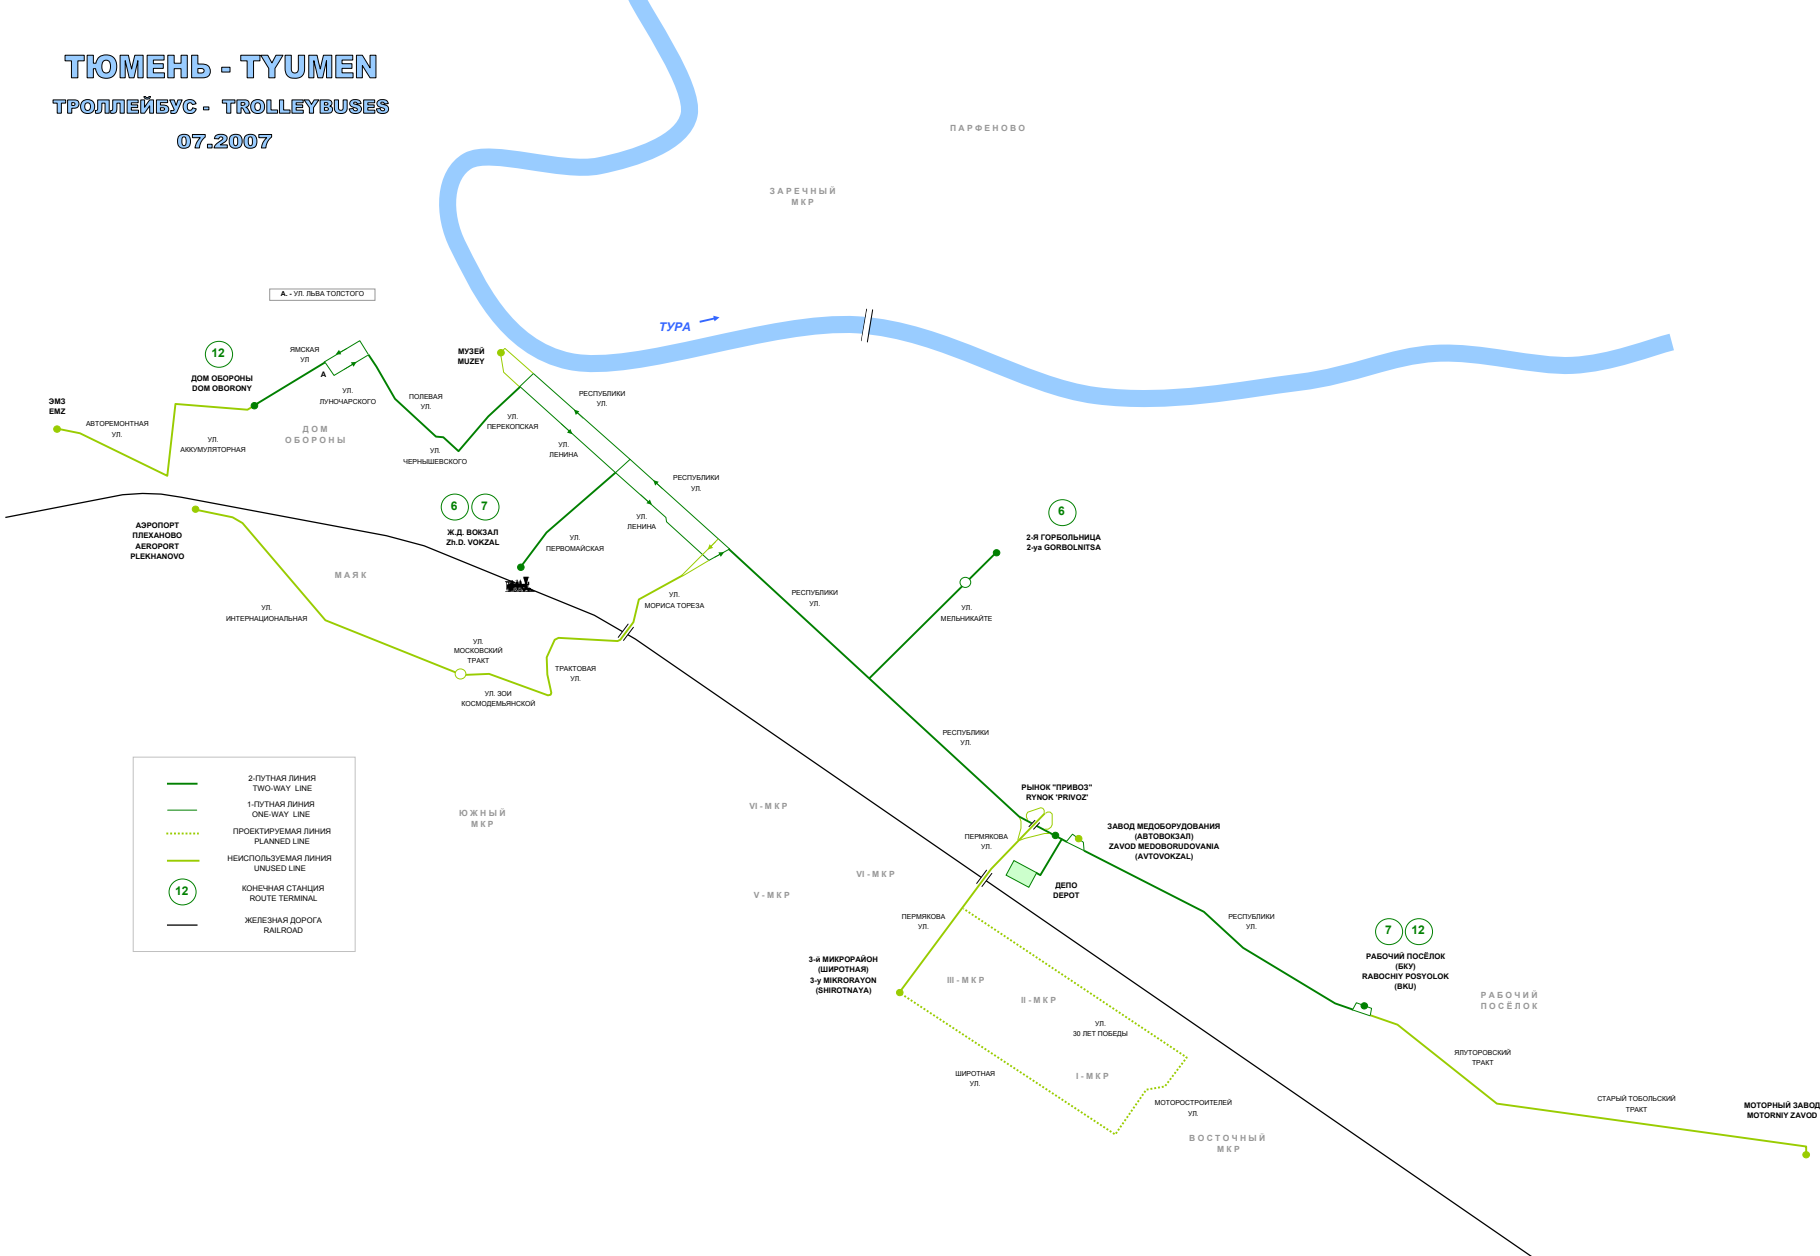 ТЮМЕНЬ - TYUMEN
ТРОЛЛЕЙБУС - TROLLEYBUSES
07.2007
ПАРФЕНОВО
ЗАРЕЧНЫЙ
МКР
А. - УЛ. ЛЬВА ТОЛСТОГО
ТУРА
12
ДОМ ОБОРОНЫ
DOM OBORONY
ЯМСКАЯ
УЛ
А
УЛ.
ЛУНОЧАРСКОГО
МУЗЕЙ
MUZEY
ЭМЗ
EMZ
АВТОРЕМОНТНАЯ
УЛ.
УЛ.
АККУМУЛЯТОРНАЯ
ДОМ
ОБОРОНЫ
ПОЛЕВАЯ
УЛ.
УЛ.
ПЕРЕКОПСКАЯ
УЛ.
ЧЕРНЫШЕВСКОГО
РЕСПУБЛИКИ
УЛ.
УЛ.
ЛЕНИНА
РЕСПУБЛИКИ
УЛ.
УЛ.
ЛЕНИНА
6
7
Ж.Д. ВОКЗАЛ
Zh.D. VOKZAL
УЛ.
ПЕРВОМАЙСКАЯ
6
2-Я ГОРБОЛЬНИЦА
2-ya GORBOLNITSA
АЭРОПОРТ
ПЛЕХАНОВО
AEROPORT
PLEKHANOVO
МАЯК
УЛ.
ИНТЕРНАЦИОНАЛЬНАЯ
УЛ.
МОРИСА ТОРЕЗА
РЕСПУБЛИКИ
УЛ.
УЛ.
МЕЛЬНИКАЙТЕ
УЛ.
МОСКОВСКИЙ
ТРАКТ
ТРАКТОВАЯ
УЛ.
УЛ. ЗОИ
КОСМОДЕМЬЯНСКОЙ
РЕСПУБЛИКИ
УЛ.
2-ПУТНАЯ ЛИНИЯ
TWO-WAY LINE
1-ПУТНАЯ ЛИНИЯ
ONE-WAY LINE
ПРОЕКТИРУЕМАЯ ЛИНИЯ
PLANNED LINE
НЕИСПОЛЬЗУЕМАЯ ЛИНИЯ
UNUSED LINE
12
КОНЕЧНАЯ СТАНЦИЯ
ROUTE TERMINAL
ЖЕЛЕЗНАЯ ДОРОГА
RAILROAD
ЮЖНЫЙ
МКР
VI-МКР
VI-МКР
V-МКР
РЫНОК "ПРИВОЗ"
RYNOK 'PRIVOZ'
ПЕРМЯКОВА
УЛ.
ЗАВОД МЕДОБОРУДОВАНИЯ
(АВТОВОКЗАЛ)
ZAVOD MEDOBORUDOVANIA
(AVTOVOKZAL)
ДЕПО
DEPOT
ПЕРМЯКОВА
УЛ.
РЕСПУБЛИКИ
УЛ.
7
12
РАБОЧИЙ ПОСЁЛОК
(БКУ)
RABOCHIY POSYOLOK
(BKU)
3-й МИКРОРАЙОН
(ШИРОТНАЯ)
3-y MIKRORAYON
(SHIROTNAYA)
III-МКР
II-МКР
РАБОЧИЙ
ПОСЁЛОК
УЛ.
30 ЛЕТ ПОБЕДЫ
ЯЛУТОРОВСКИЙ
ТРАКТ
ШИРОТНАЯ
УЛ.
I-МКР
МОТОРОСТРОИТЕЛЕЙ
УЛ.
СТАРЫЙ ТОБОЛЬСКИЙ
ТРАКТ
МОТОРНЫЙ ЗАВОД
MOTORNIY ZAVOD
ВОСТОЧНЫЙ
МКР